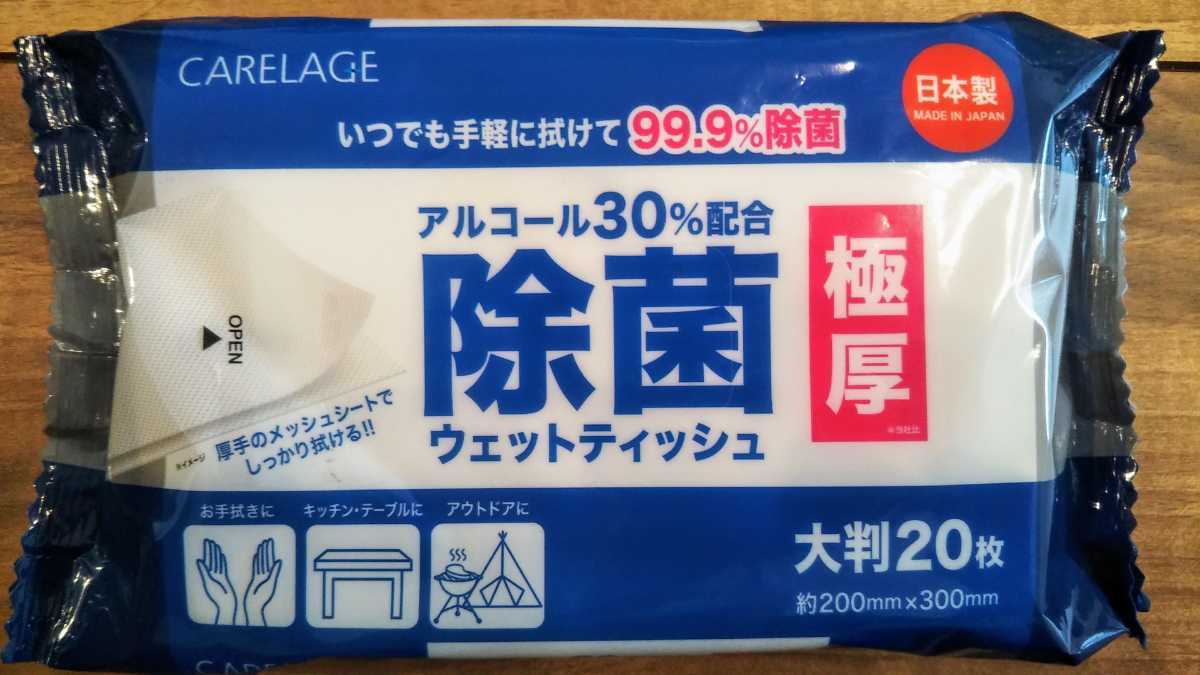 CARELAGE
日本製
MADE IN JAPAN
いつでも手軽に拭けて99.9%除菌
アルコール30%配合
除菌
ウェットティッシュ
極厚
※当社比
OPEN
厚手のメッシュシートで
しっかり拭ける!!
※イメージ
お手拭きに
キッチン・テーブルに
アウトドアに
大判20枚
約200mm×300mm
CARELAGE